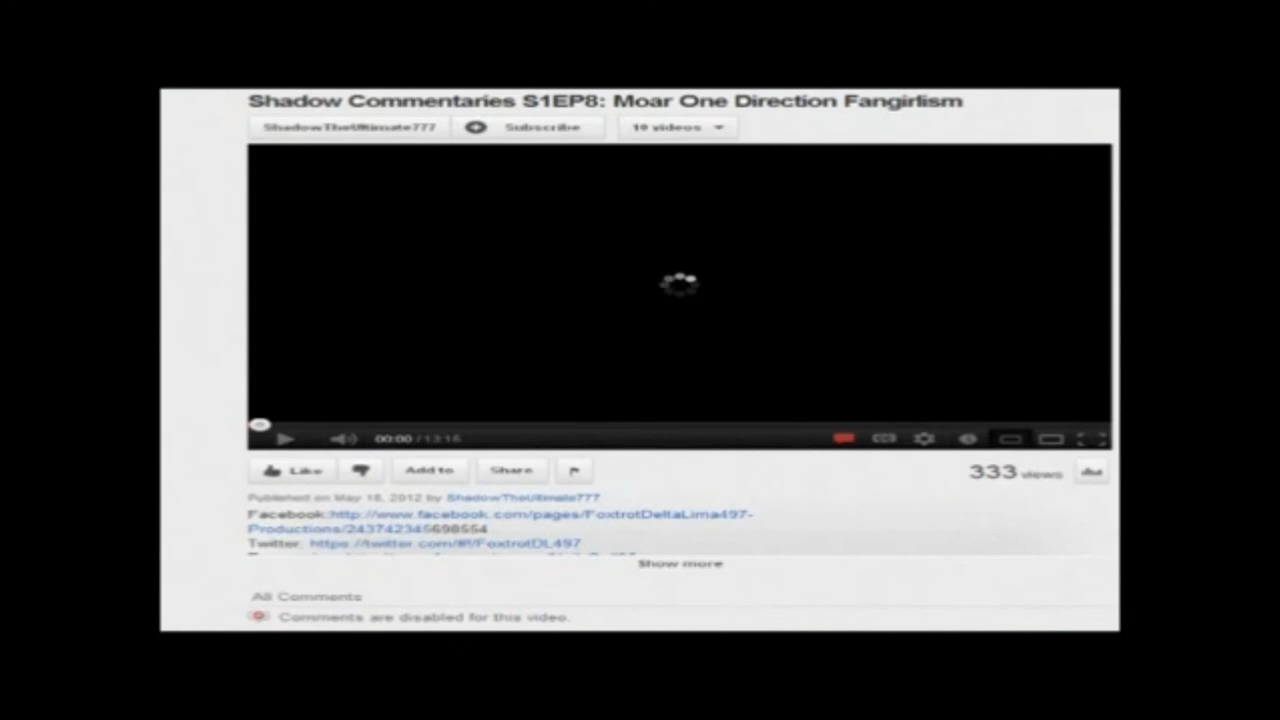 Shadow Commentaries S1EP8: Moar One Direction Fangirlism
ShadowTheUltimate777 Subscribe 10 videos
00:00 / 13:16
Like Add to Share 333 views
Published on May 18, 2012 by ShadowTheUltimate777
Facebook:http://www.facebook.com/pages/FoxtrotDeltaLima497-
Productions/243742345698554
Twitter: https://twitter.com/#!/FoxtrotDL497
Show more
All Comments
Comments are disabled for this video.